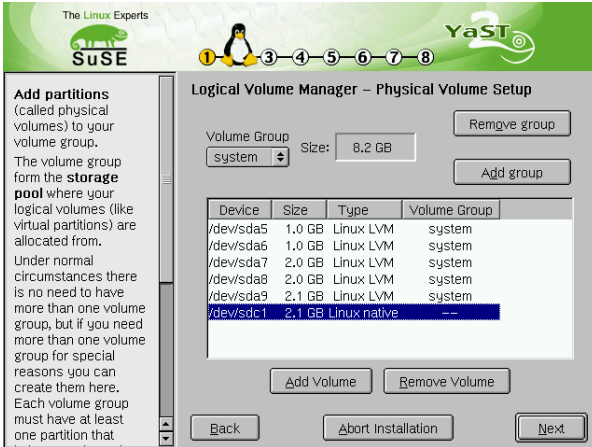 The Linux Experts
SuSE
1 3 4 5 6 7 8
YaST2
Add partitions
(called physical
volumes) to your
volume group.
The volume group
form the storage
pool where your
logical volumes (like
virtual partitions) are
allocated from.
Under normal
circumstances there
is no need to have
more than one volume
group, but if you need
more than one volume
group for special
reasons you can
create them here.
Each volume group
must have at least
one partition that
Logical Volume Manager – Physical Volume Setup
Volume Group
system
Size:
8.2 GB
Remove group
Add group
Device Size Type Volume Group
/dev/sda5 1.0 GB Linux LVM system
/dev/sda6 1.0 GB Linux LVM system
/dev/sda7 2.0 GB Linux LVM system
/dev/sda8 2.0 GB Linux LVM system
/dev/sda9 2.1 GB Linux LVM system
/dev/sdc1 2.1 GB Linux native --
Add Volume Remove Volume
Back Abort Installation Next